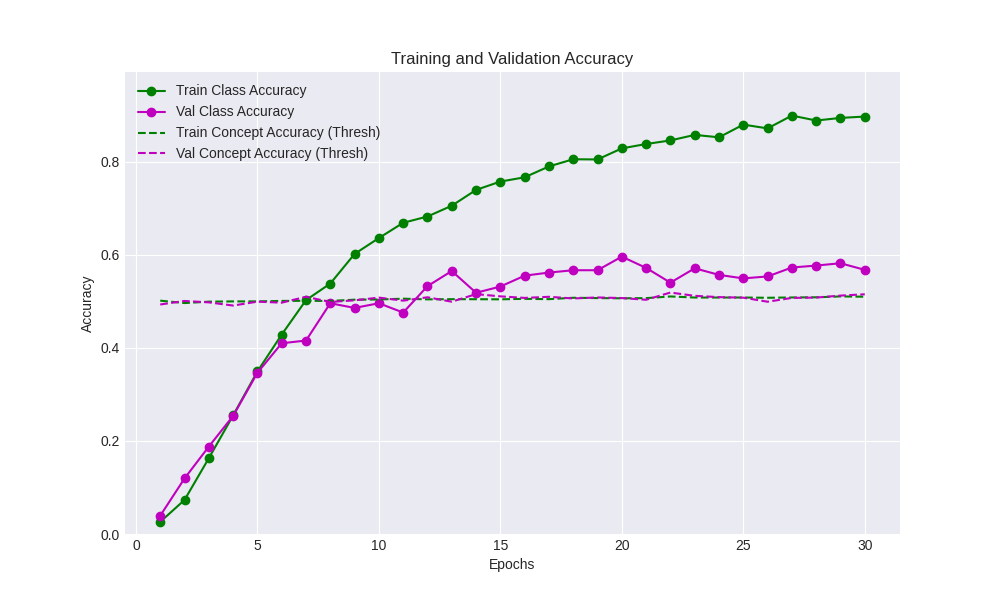 Training and Validation Accuracy
Train Class Accuracy
Val Class Accuracy
Train Concept Accuracy (Thresh)
Val Concept Accuracy (Thresh)
0.8
0.6
0.4
0.2
0.0
Accuracy
0 5 10 15 20 25 30
Epochs